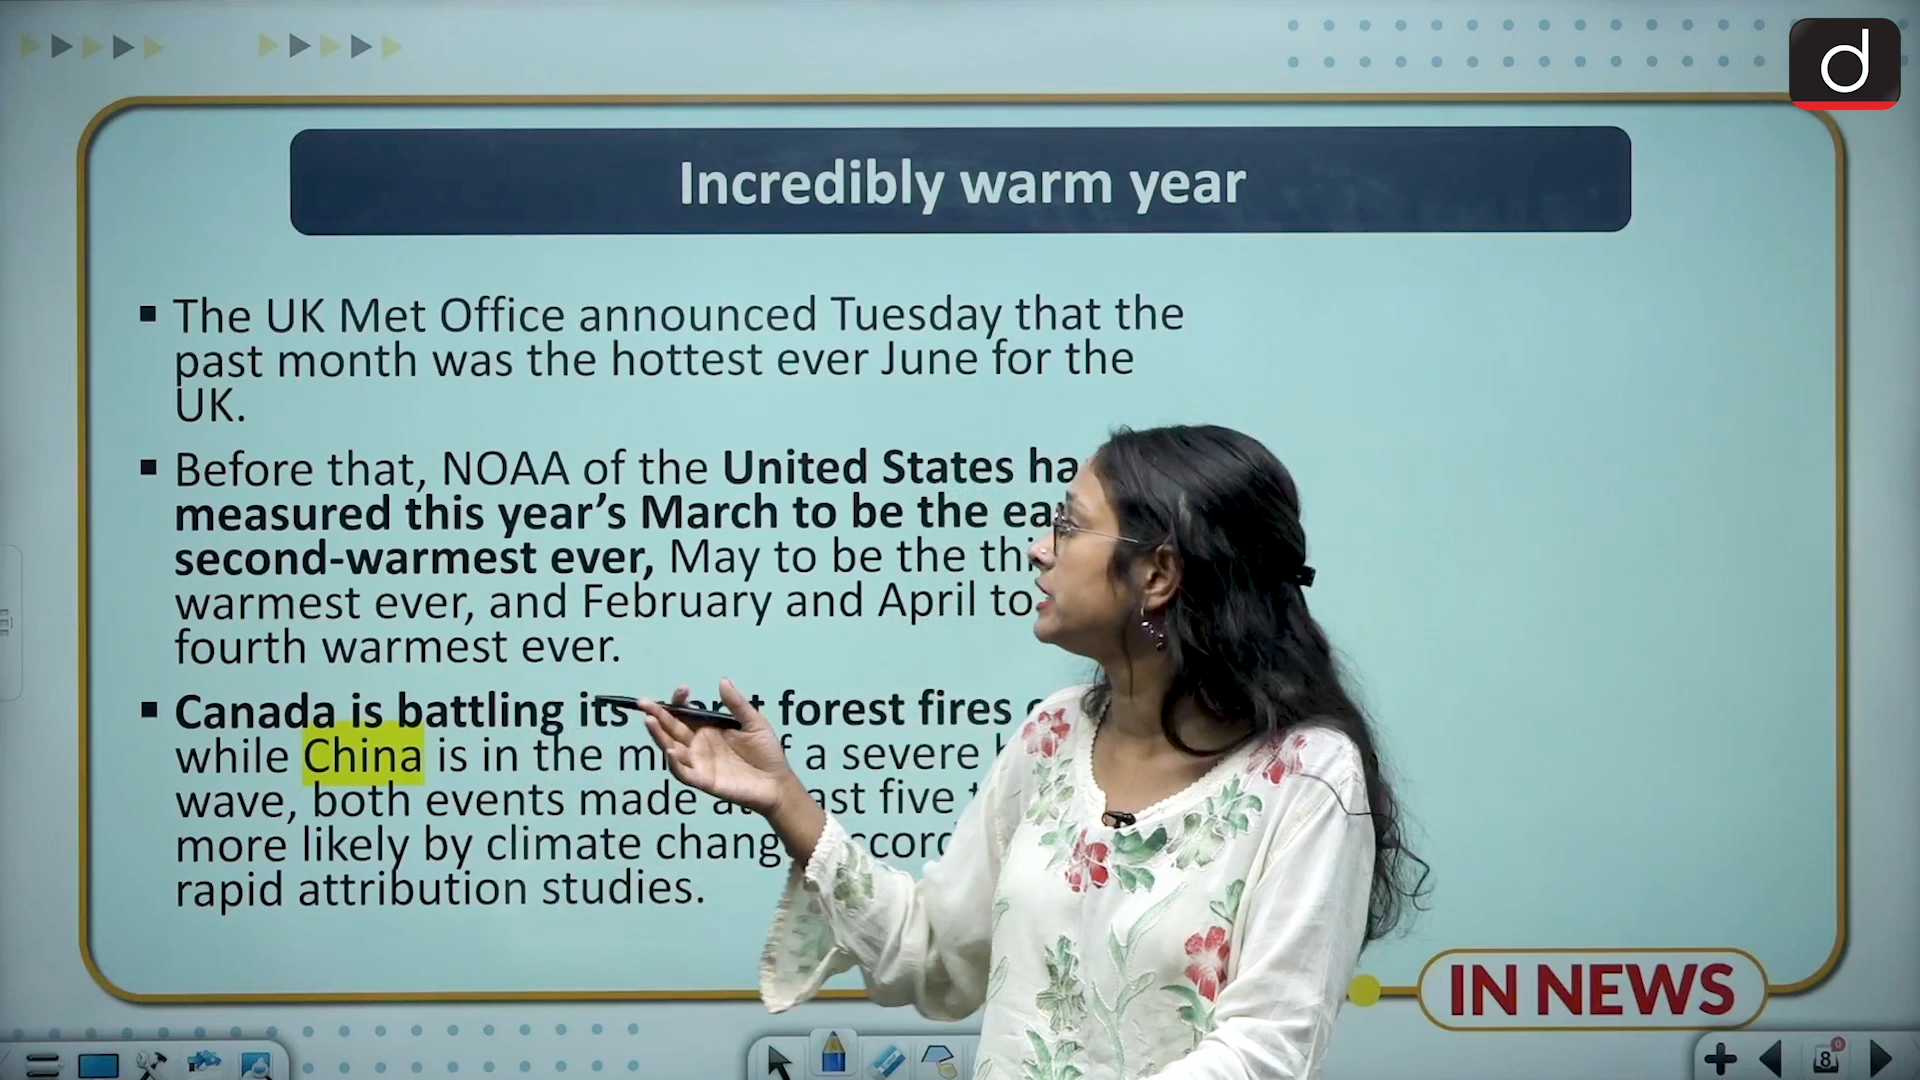 d
Incredibly warm year
▪ The UK Met Office announced Tuesday that the
past month was the hottest ever June for the
UK.
▪ Before that, NOAA of the United States ha
measured this year’s March to be the ea
second-warmest ever, May to be the thi
warmest ever, and February and April to
fourth warmest ever.
▪ Canada is battling its forest fires
while China is in the of a severe
wave, both events made five
more likely by climate chang
rapid attribution studies.
IN NEWS
8
0